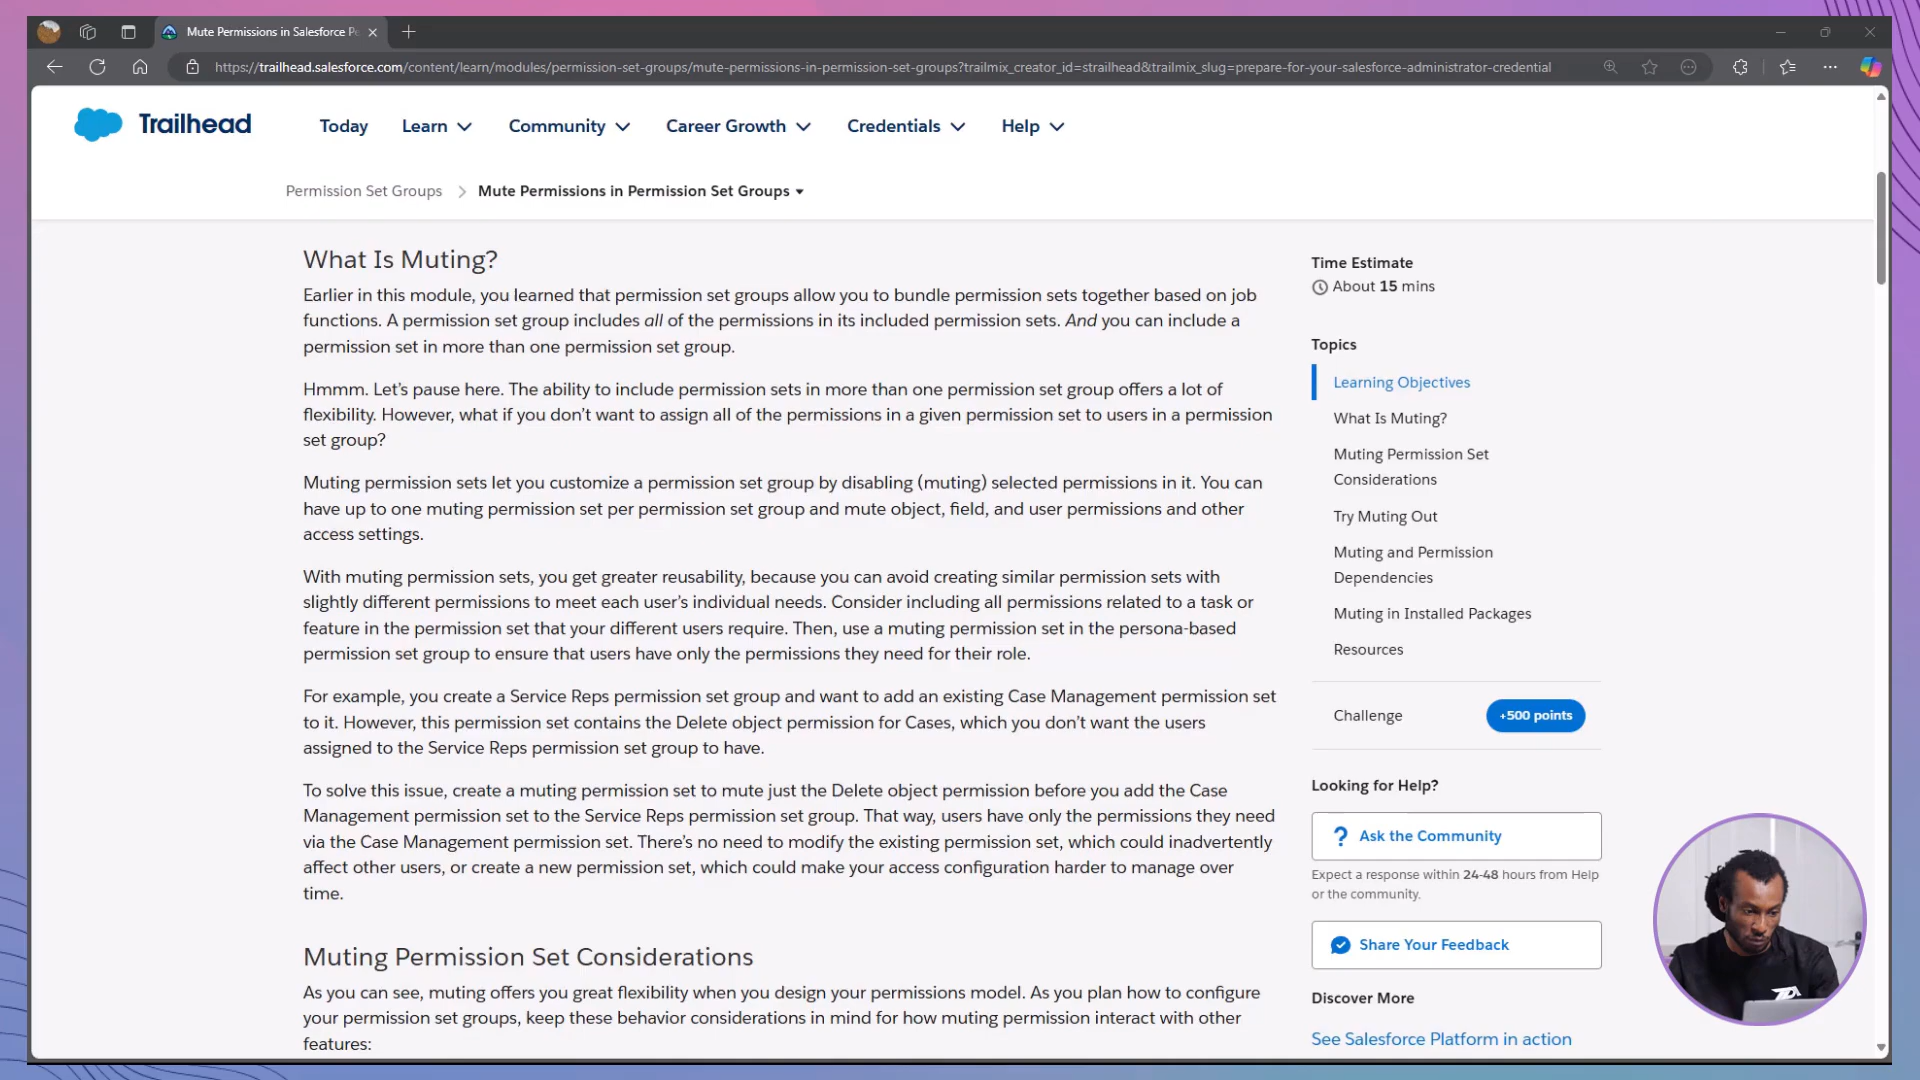 Mute Permissions in Salesforce Pe
https://trailhead.salesforce.com/content/learn/modules/permission-set-groups/mute-permissions-in-permission-set-groups?trailmix_creator_id=strailhead&trailmix_slug=prepare-for-your-salesforce-administrator-credential
Trailhead
Today
Learn
Community
Career Growth
Credentials
Help
Permission Set Groups
Mute Permissions in Permission Set Groups
What Is Muting?
Earlier in this module, you learned that permission set groups allow you to bundle permission sets together based on job
functions. A permission set group includes all of the permissions in its included permission sets. And you can include a
permission set in more than one permission set group.
Hmmm. Let's pause here. The ability to include permission sets in more than one permission set group offers a lot of
flexibility. However, what if you don't want to assign all of the permissions in a given permission set to users in a permission
set group?
Muting permission sets let you customize a permission set group by disabling (muting) selected permissions in it. You can
have up to one muting permission set per permission set group and mute object, field, and user permissions and other
access settings.
With muting permission sets, you get greater reusability, because you can avoid creating similar permission sets with
slightly different permissions to meet each user's individual needs. Consider including all permissions related to a task or
feature in the permission set that your different users require. Then, use a muting permission set in the persona-based
permission set group to ensure that users have only the permissions they need for their role.
For example, you create a Service Reps permission set group and want to add an existing Case Management permission set
to it. However, this permission set contains the Delete object permission for Cases, which you don't want the users
assigned to the Service Reps permission set group to have.
To solve this issue, create a muting permission set to mute just the Delete object permission before you add the Case
Management permission set to the Service Reps permission set group. That way, users have only the permissions they need
via the Case Management permission set. There's no need to modify the existing permission set, which could inadvertently
affect other users, or create a new permission set, which could make your access configuration harder to manage over
time.
Muting Permission Set Considerations
As you can see, muting offers you great flexibility when you design your permissions model. As you plan how to configure
your permission set groups, keep these behavior considerations in mind for how muting permission interact with other
features:
Time Estimate
About 15 mins
Topics
Learning Objectives
What Is Muting?
Muting Permission Set
Considerations
Try Muting Out
Muting and Permission
Dependencies
Muting in Installed Packages
Resources
Challenge
+500 points
Looking for Help?
Ask the Community
Expect a response within 24-48 hours from Help
or the community.
Share Your Feedback
Discover More
See Salesforce Platform in action